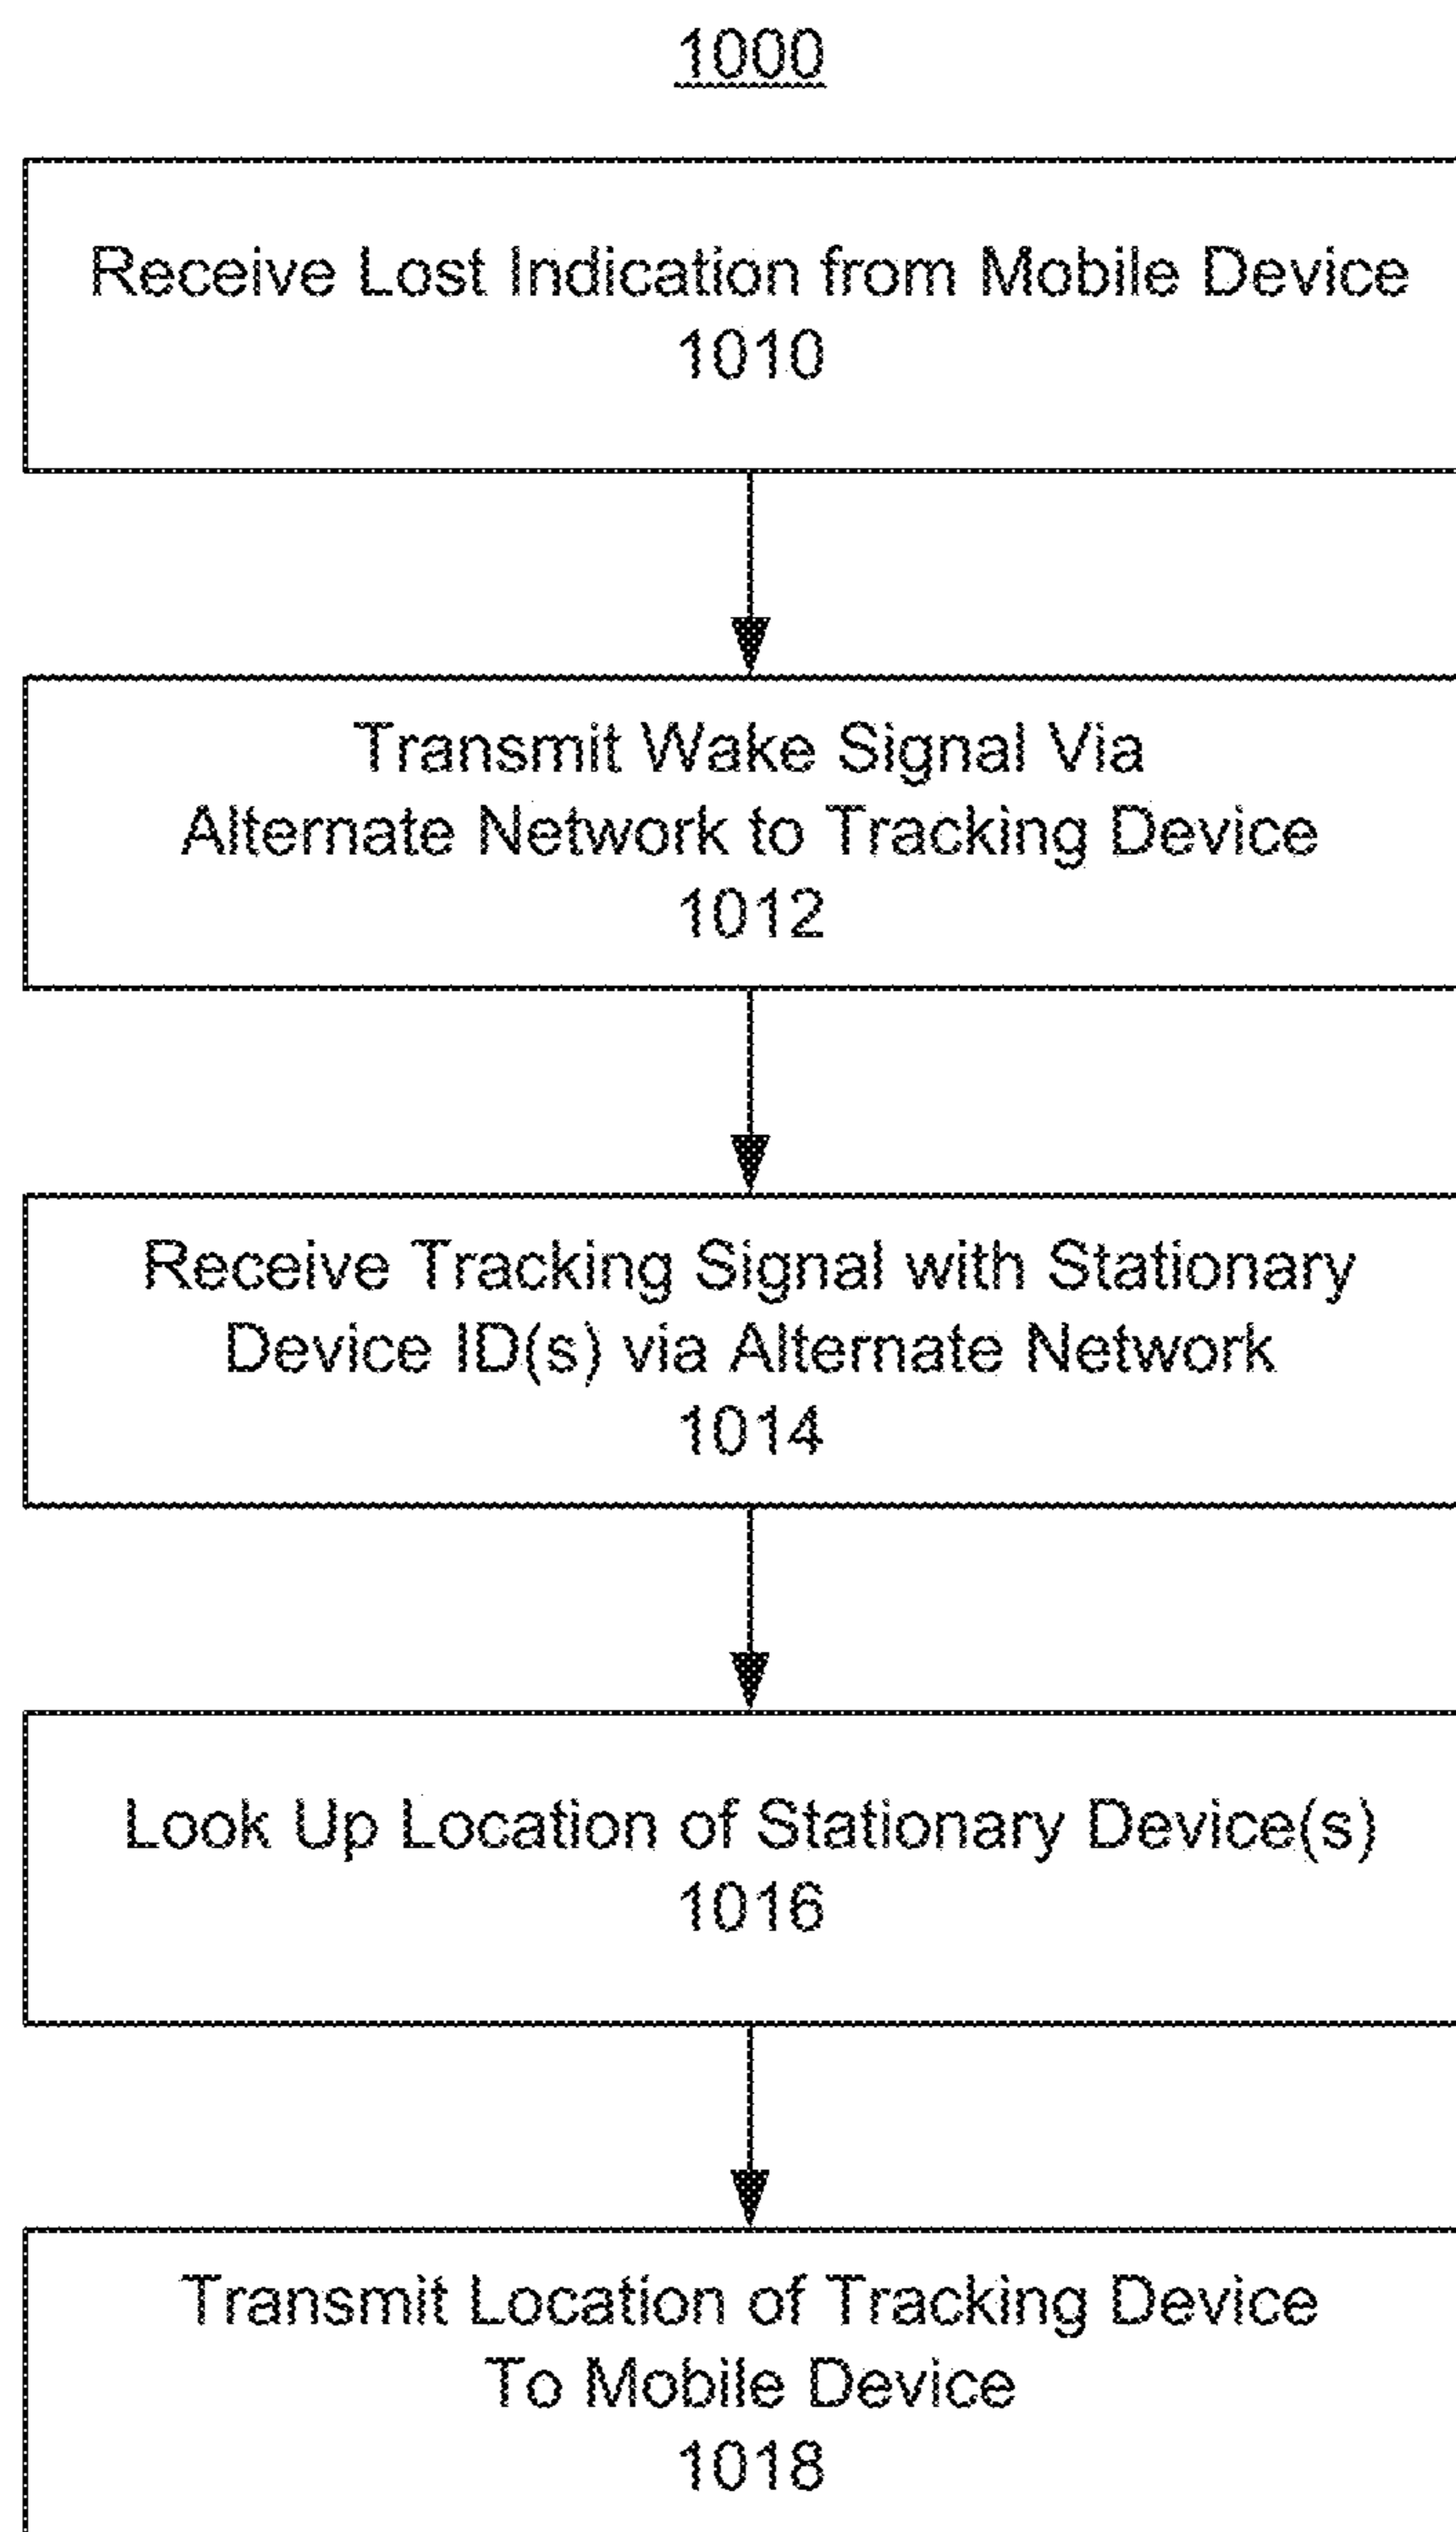 1000
Receive Lost Indication from Mobile Device
1010
Transmit Wake Signal Via
Alternate Network to Tracking Device
1012
Receive Tracking Signal with Stationary
Device ID(s) via Alternate Network
1014
Look Up Location of Stationary Device(s)
1016
Transmit Location of Tracking Device
To Mobile Device
1018